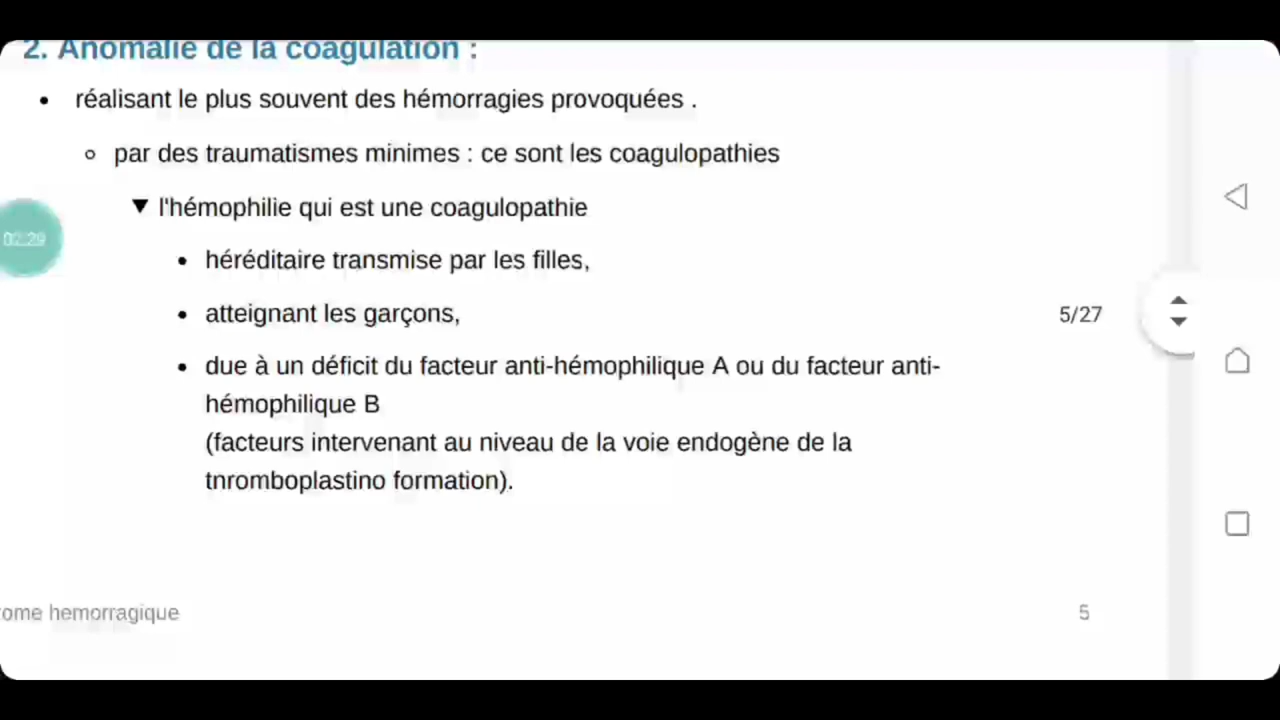 2. Anomalie de la coagulation :
réalisant le plus souvent des hémorragies provoquées .
par des traumatismes minimes : ce sont les coagulopathies
l'hémophilie qui est une coagulopathie
02:29
héréditaire transmise par les filles,
atteignant les garçons,
5/27
due à un déficit du facteur anti-hémophilique A ou du facteur anti-
hémophilique B
(facteurs intervenant au niveau de la voie endogène de la
tnromboplastino formation).
ome hemorragique
5